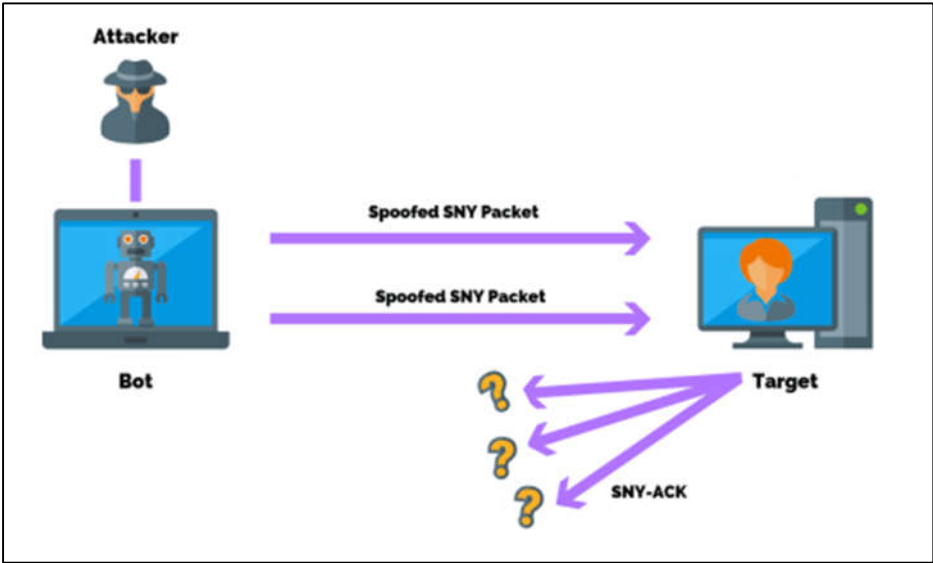 Attacker
Spoofed SNY Packet
Spoofed SNY Packet
Bot
Target
SNY-ACK